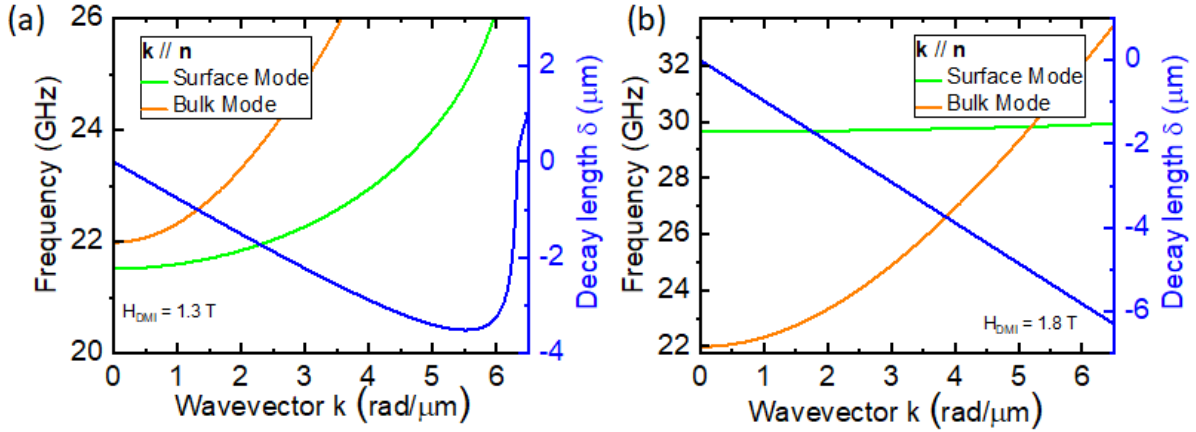 (a)
26
24
22
20
Frequency (GHz)
k // n
Surface Mode
Bulk Mode
H_DMI = 1.3 T
0 1 2 3 4 5 6
Wavevector k (rad/μm)
2
0
-2
-4
Decay length δ (μm)
(b)
32
30
28
26
24
22
Frequency (GHz)
k // n
Surface Mode
Bulk Mode
H_DMI = 1.8 T
0 1 2 3 4 5 6
Wavevector k (rad/μm)
0
-2
-4
-6
Decay length δ (μm)